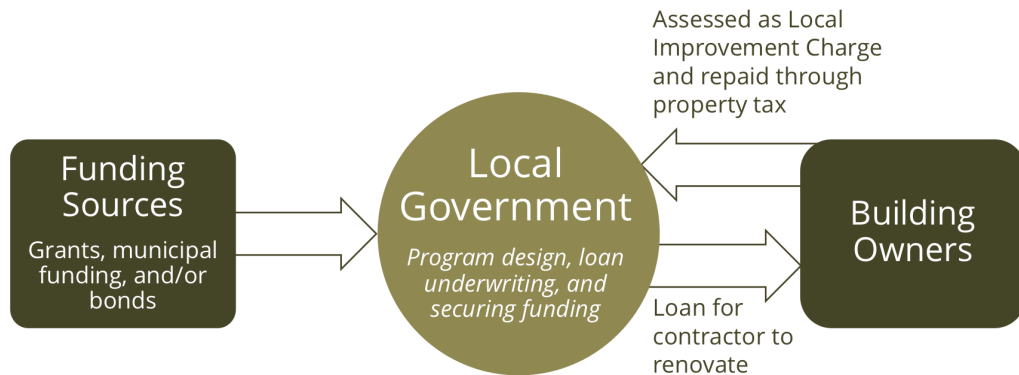 Funding
Sources
Grants, municipal
funding, and/or
bonds
Local
Government
Program design, loan
underwriting, and
securing funding
Assessed as Local
Improvement Charge
and repaid through
property tax
Building
Owners
Loan for
contractor to
renovate